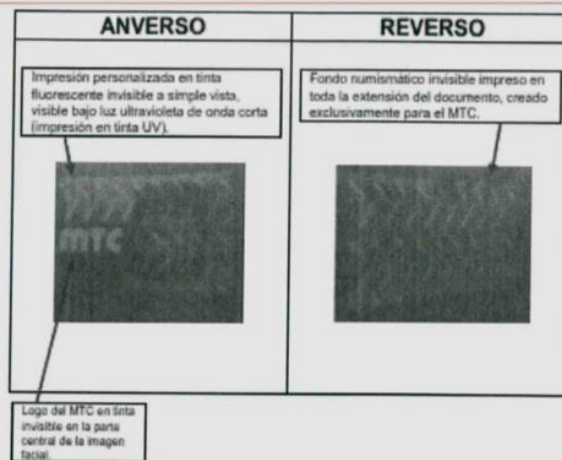 ANVERSO
REVERSO
Impresión personalizada en tinta
fluorescente invisible a simple vista,
visible bajo luz ultravioleta de onda corta
(impresión en tinta UV).
Fondo numismático invisible impreso en
toda la extensión del documento, creado
exclusivamente para el MTC.
MTC
Logo del MTC en tinta
invisible en la parte
central de la imagen
facial.